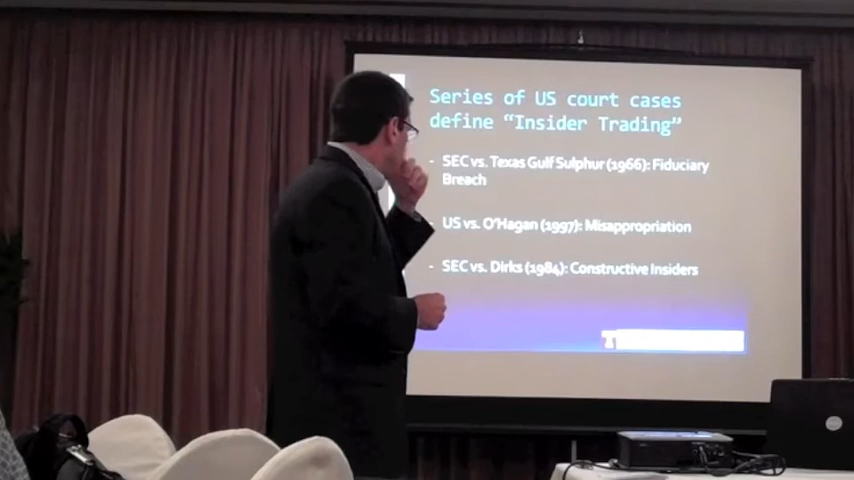 Series of US court cases
define “Insider Trading”
- SEC vs. Texas Gulf Sulphur (1966): Fiduciary
Breach
US vs. O'Hagan (1997): Misappropriation
- SEC vs. Dirks (1984): Constructive Insiders